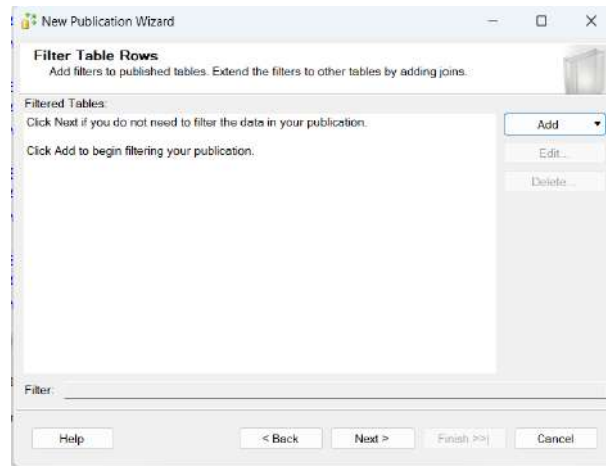 New Publication Wizard
Filter Table Rows
Add filters to published tables. Extend the filters to other tables by adding joins.
Filtered Tables:
Click Next if you do not need to filter the data in your publication.
Click Add to begin filtering your publication.
Add
Edit...
Delete...
Filter:
Help
< Back
Next >
Finish >>|
Cancel